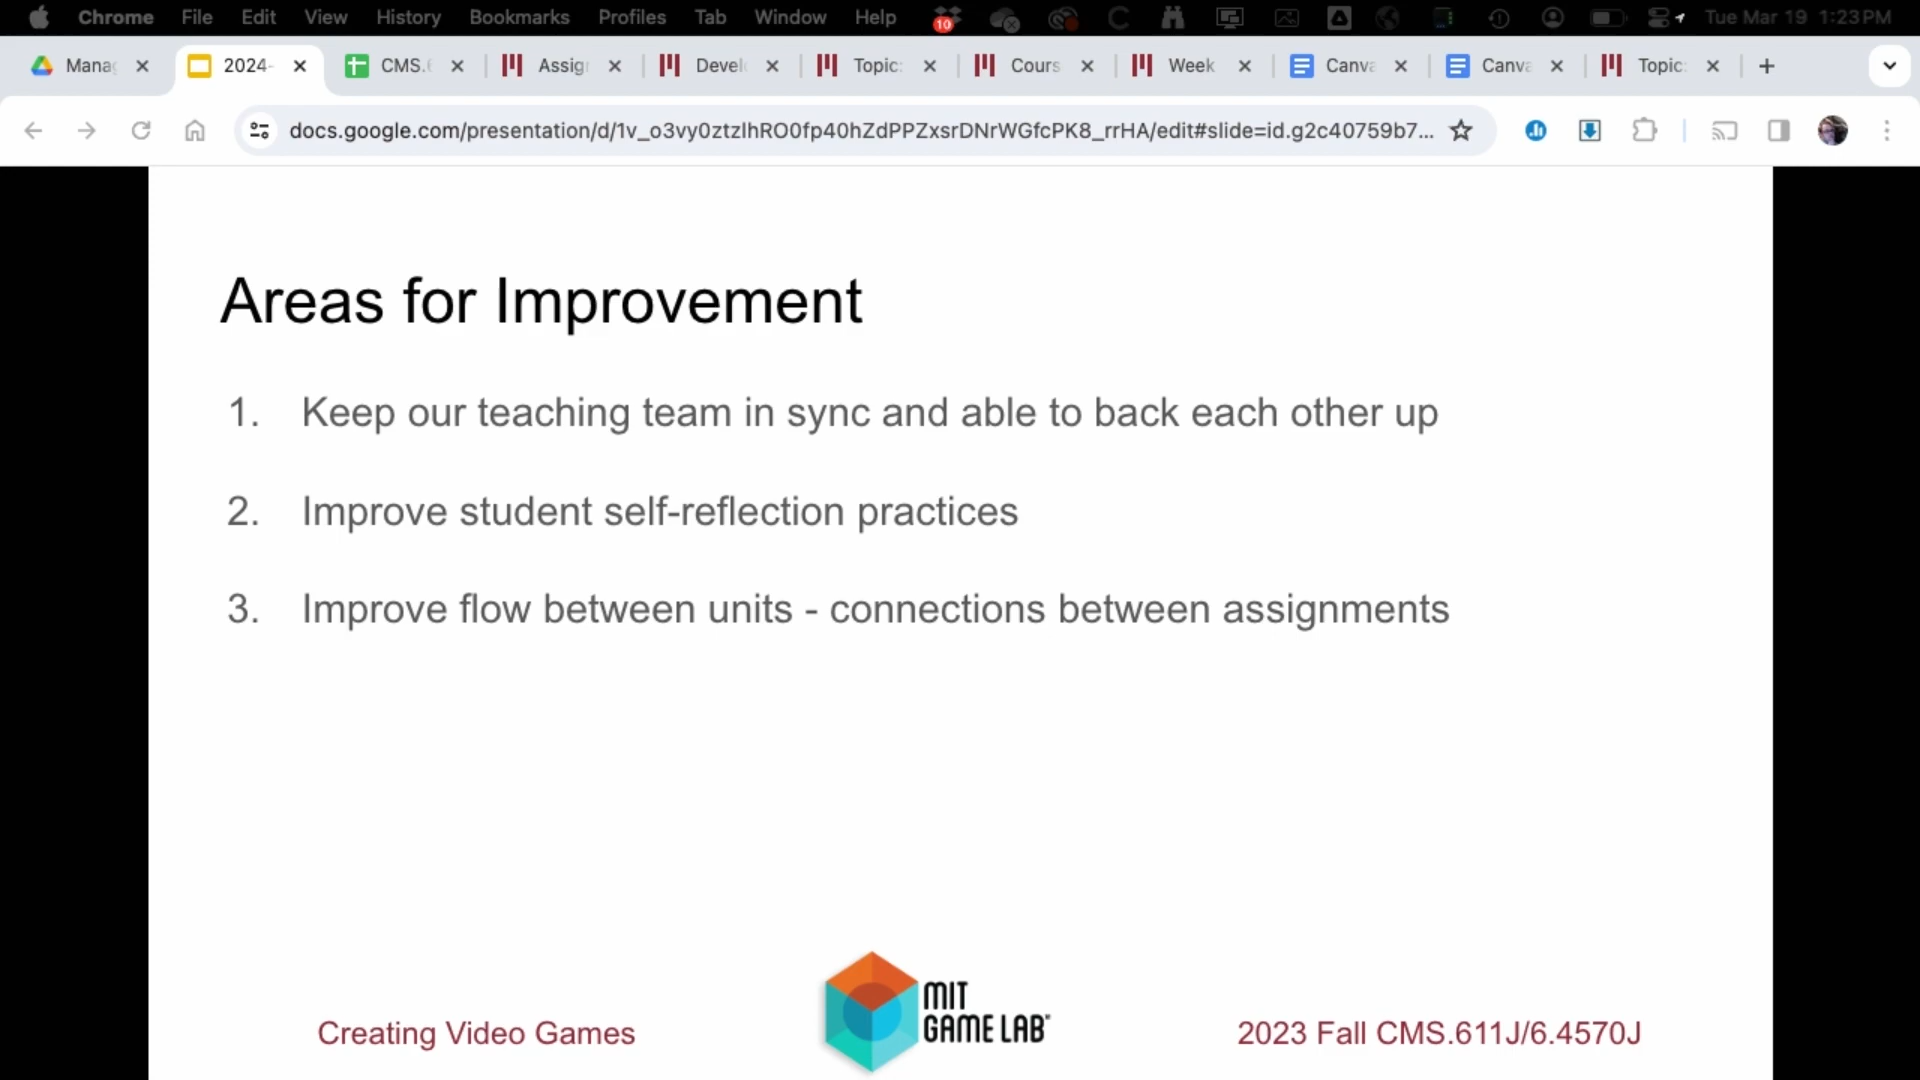 Chrome File Edit View History Bookmarks Profiles Tab Window Help 10 Tue Mar 19 1:23 PM
Mana 2024- CMS. Assig Devel Topic: Cours Week Canva Canva Topic:
docs.google.com/presentation/d/1v_o3vy0ztzlhRO0fp40hZdPPZxsrDNrWGfcPK8_rrHA/edit#slide=id.g2c40759b7...
Areas for Improvement
1. Keep our teaching team in sync and able to back each other up
2. Improve student self-reflection practices
3. Improve flow between units - connections between assignments
MIT
GAME LAB
Creating Video Games
2023 Fall CMS.611J/6.4570J